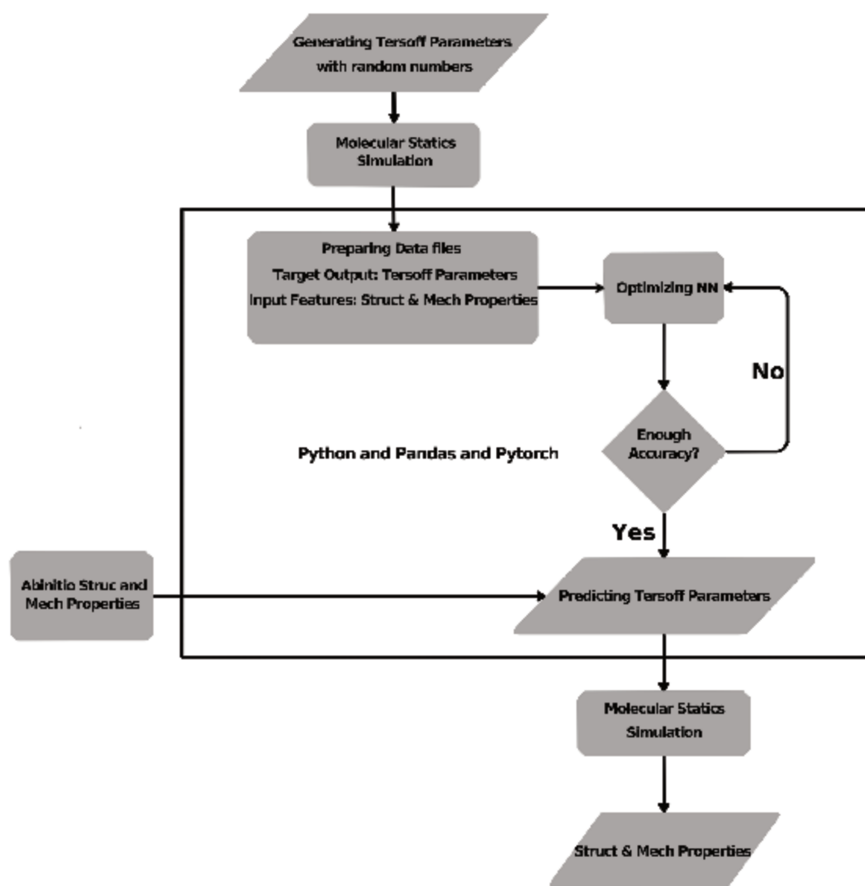 Generating Tersoff Parameters
with random numbers
Molecular Statics
Simulation
Preparing Data files
Target Output: Tersoff Parameters
Input Features: Struct & Mech Properties
Optimizing NN
No
Enough
Accuracy?
Python and Pandas and Pytorch
Yes
Abinitio Struc and
Mech Properties
Predicting Tersoff Parameters
Molecular Statics
Simulation
Struct & Mech Properties